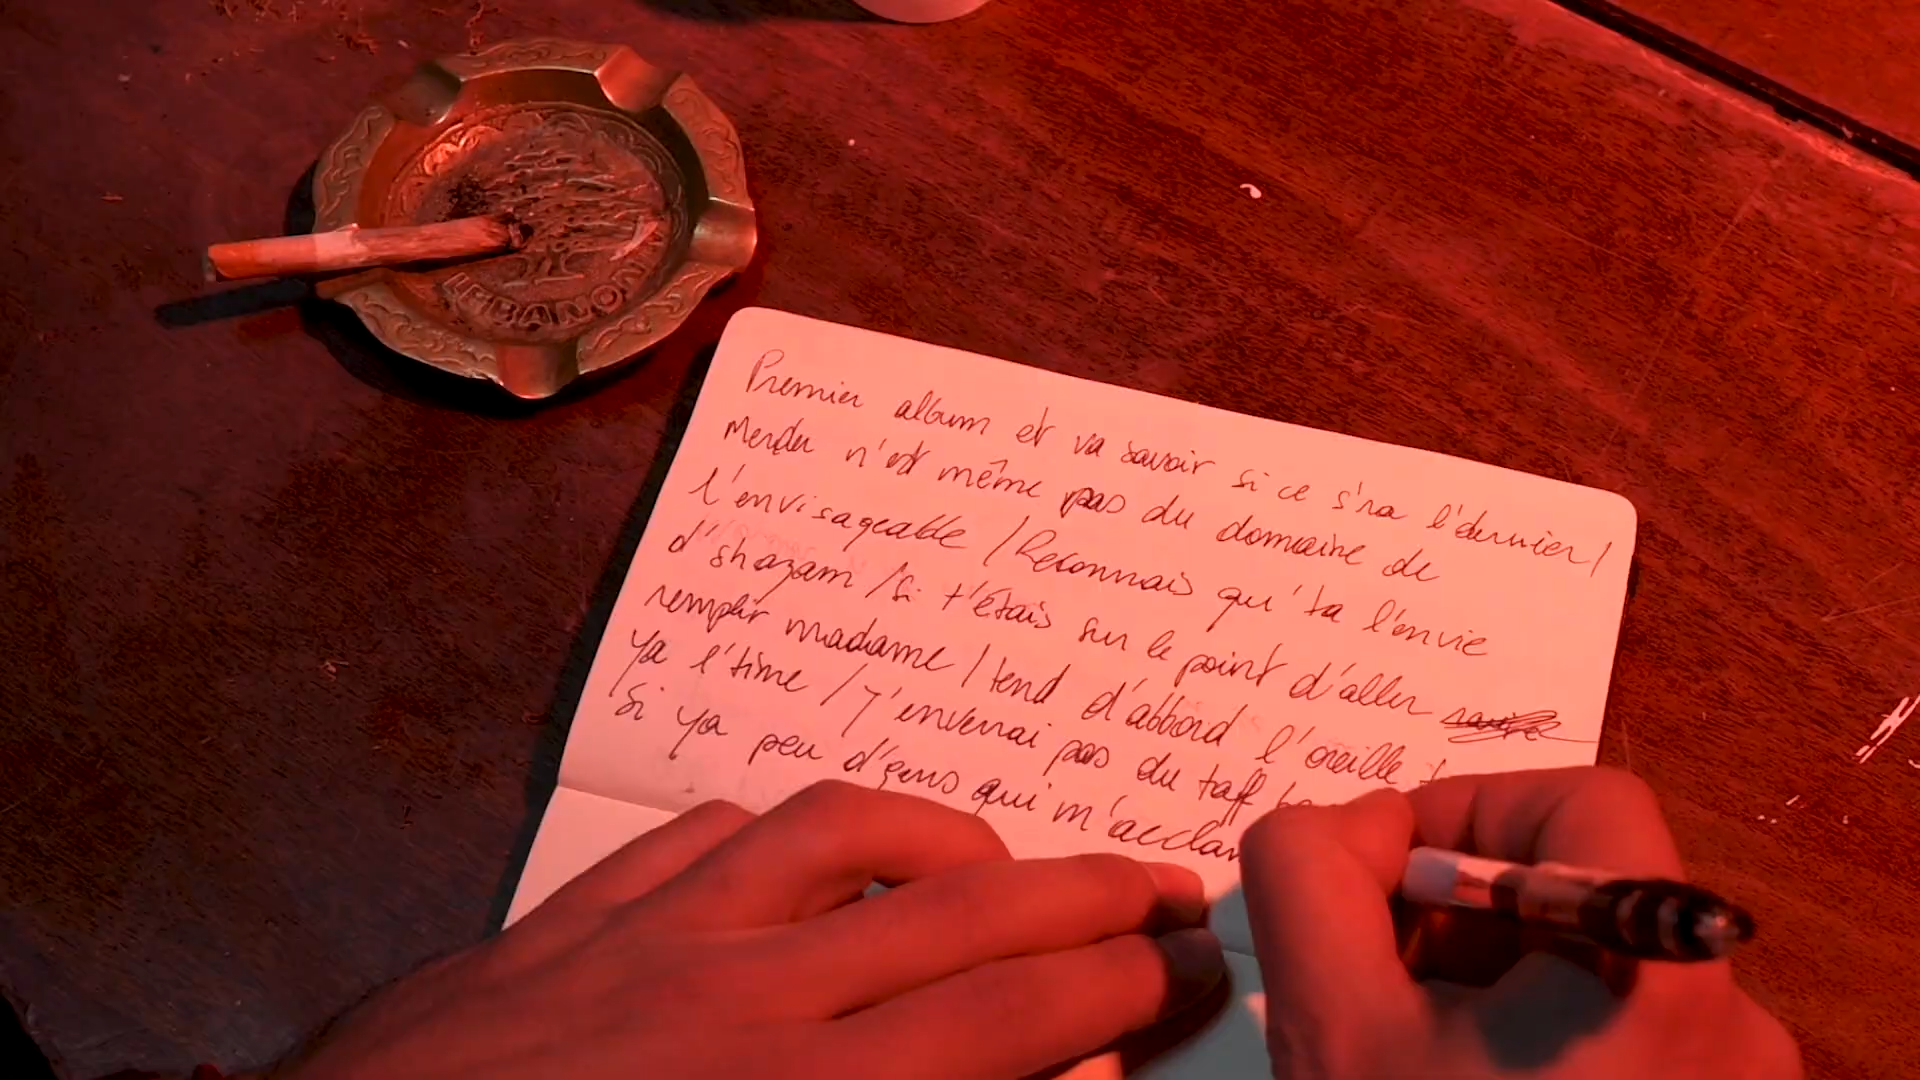 LEBANON
Premier album et va savoir si ce s'ra l'dernier /
Merder n'est même pas du domaine de
l'envisageable / Reconnais qu'ta l'envie
d'shazam / si t'étais sur le point d'aller
remplir madame / tend d'abbord l'oreille
ya l'time / J'enverrai pas du taff
Si ya peu d'gens qui